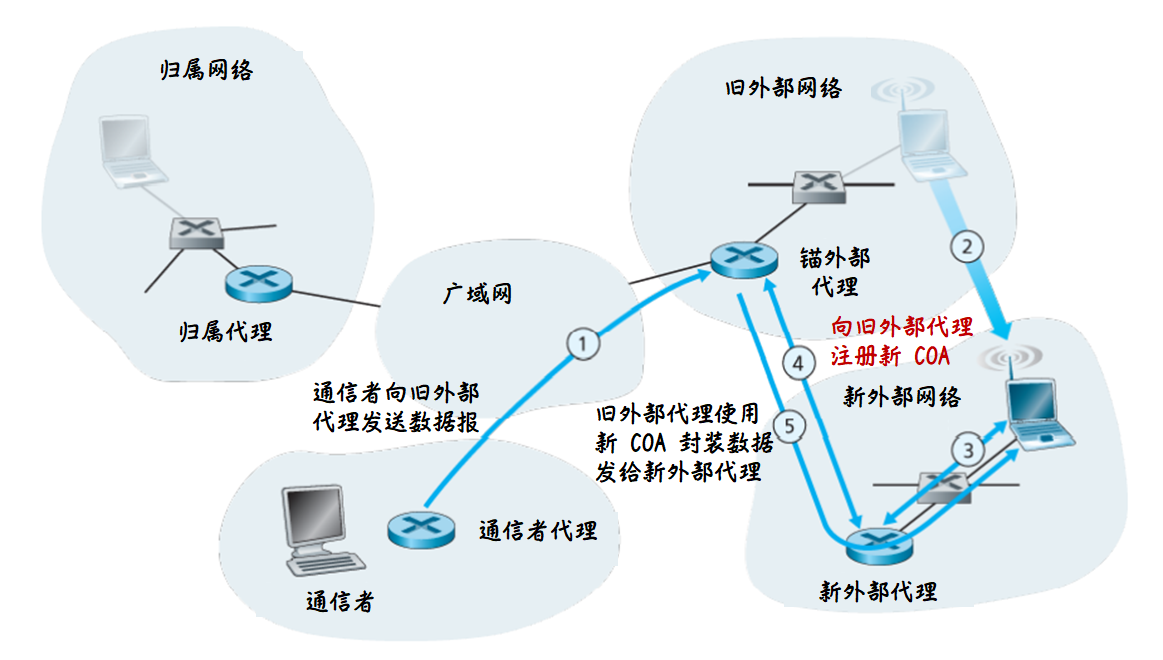 归属网络
旧外部网络
2
锚外部
代理
广域网
归属代理
1
向旧外部代理
注册新 COA
4
通信者向旧外部
代理发送数据报
旧外部代理使用
新 COA 封装数据
发给新外部代理
5
新外部网络
3
通信者代理
新外部代理
通信者